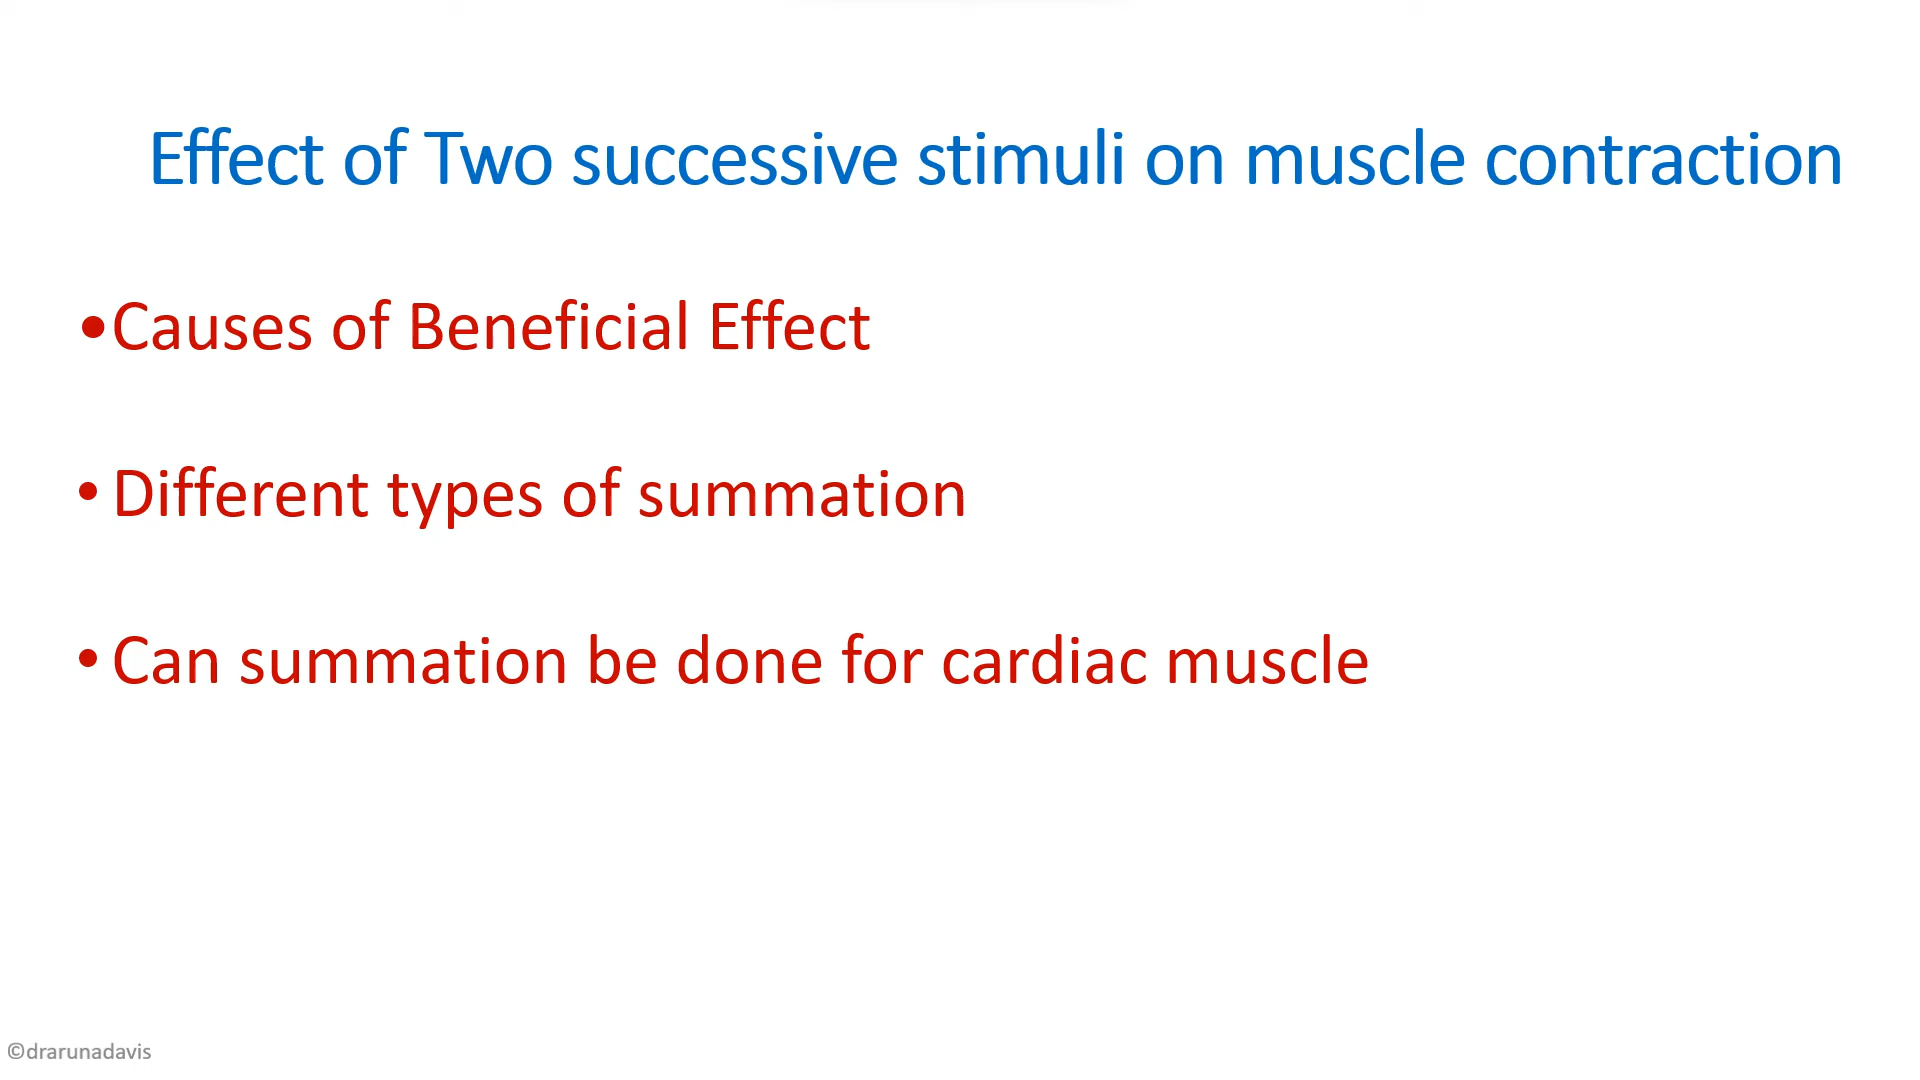 Effect of Two successive stimuli on muscle contraction
•Causes of Beneficial Effect
• Different types of summation
• Can summation be done for cardiac muscle
©drarunadavis